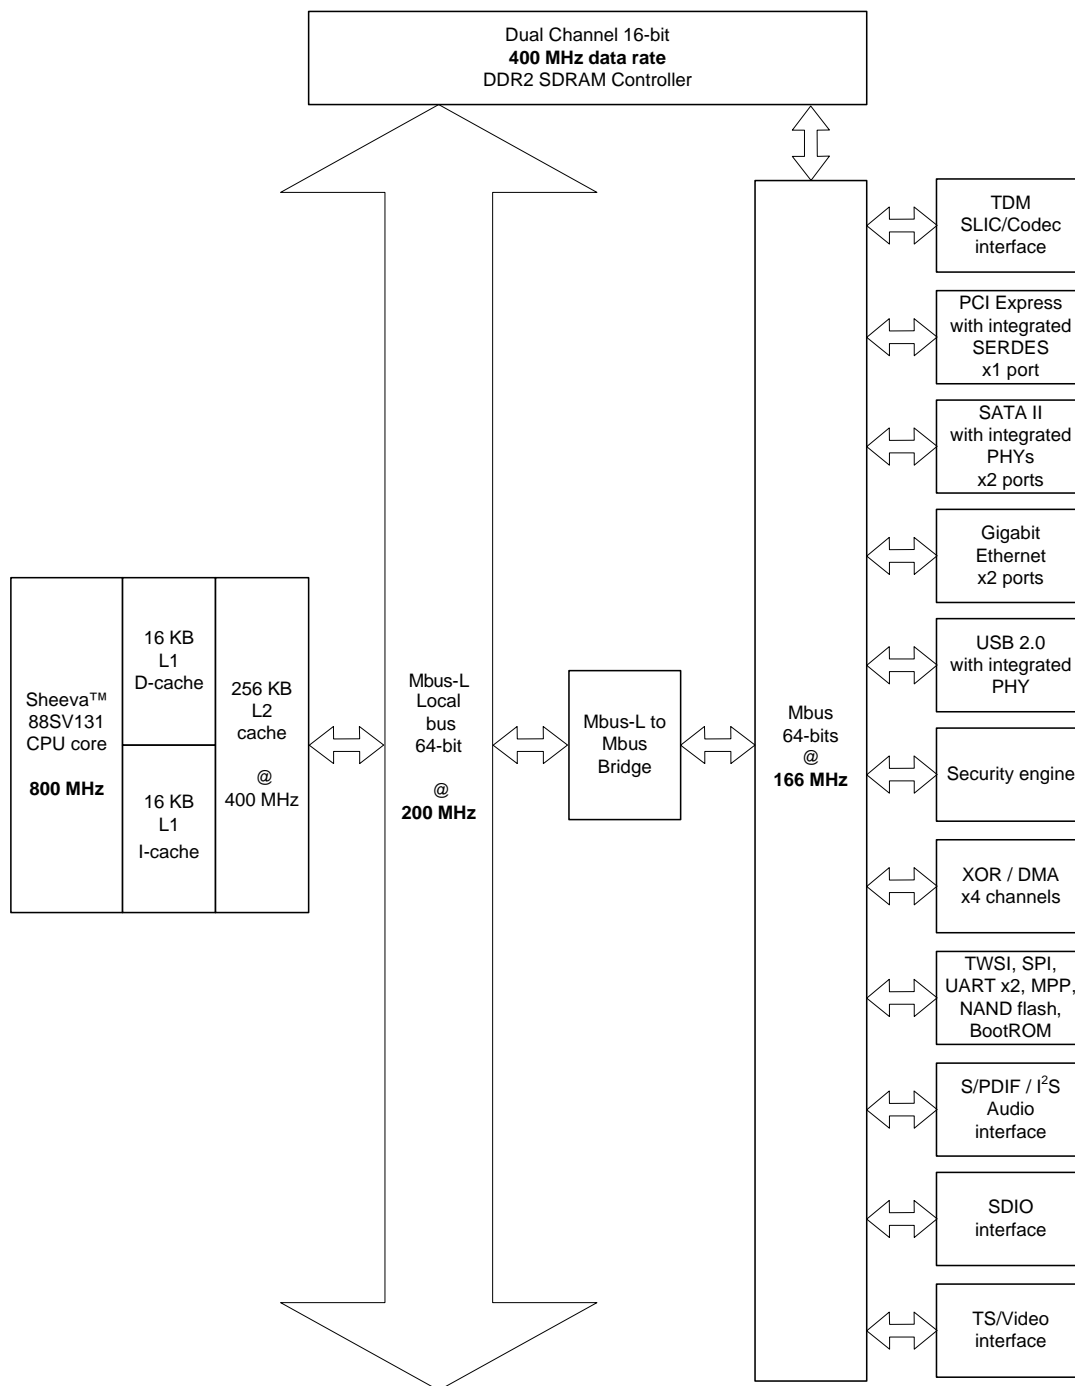 Dual Channel 16-bit
400 MHz data rate
DDR2 SDRAM Controller
TDM
SLIC/Codec
interface
PCI Express
with integrated
SERDES
x1 port
SATA II
with integrated
PHYs
x2 ports
Gigabit
Ethernet
x2 ports
USB 2.0
with integrated
PHY
Security engine
XOR / DMA
x4 channels
TWSI, SPI,
UART x2, MPP,
NAND flash,
BootROM
S/PDIF / I²S
Audio
interface
SDIO
interface
TS/Video
interface
Sheeva™
88SV131
CPU core
800 MHz
16 KB
L1
D-cache
16 KB
L1
I-cache
256 KB
L2
cache
@
400 MHz
Mbus-L
Local
bus
64-bit
@
200 MHz
Mbus-L to
Mbus
Bridge
Mbus
64-bits
@
166 MHz